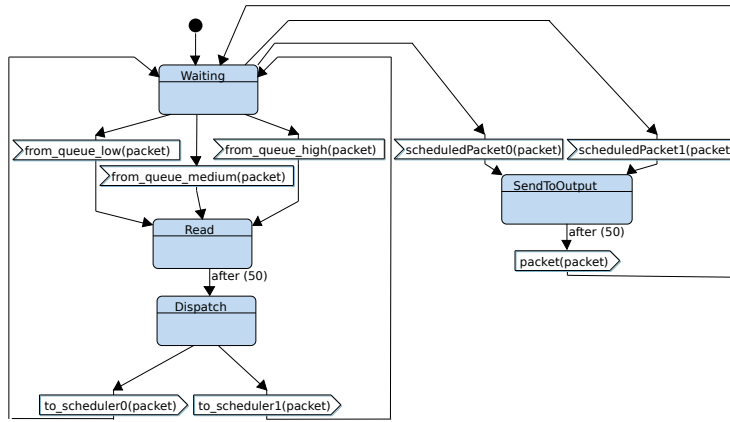 Waiting
from_queue_low(packet)
from_queue_high(packet)
scheduledPacket0(packet)
scheduledPacket1(packet
from_queue_medium(packet)
SendToOutput
Read
after (50)
packet(packet)
after (50)
Dispatch
to_scheduler0(packet)
to_scheduler1(packet)